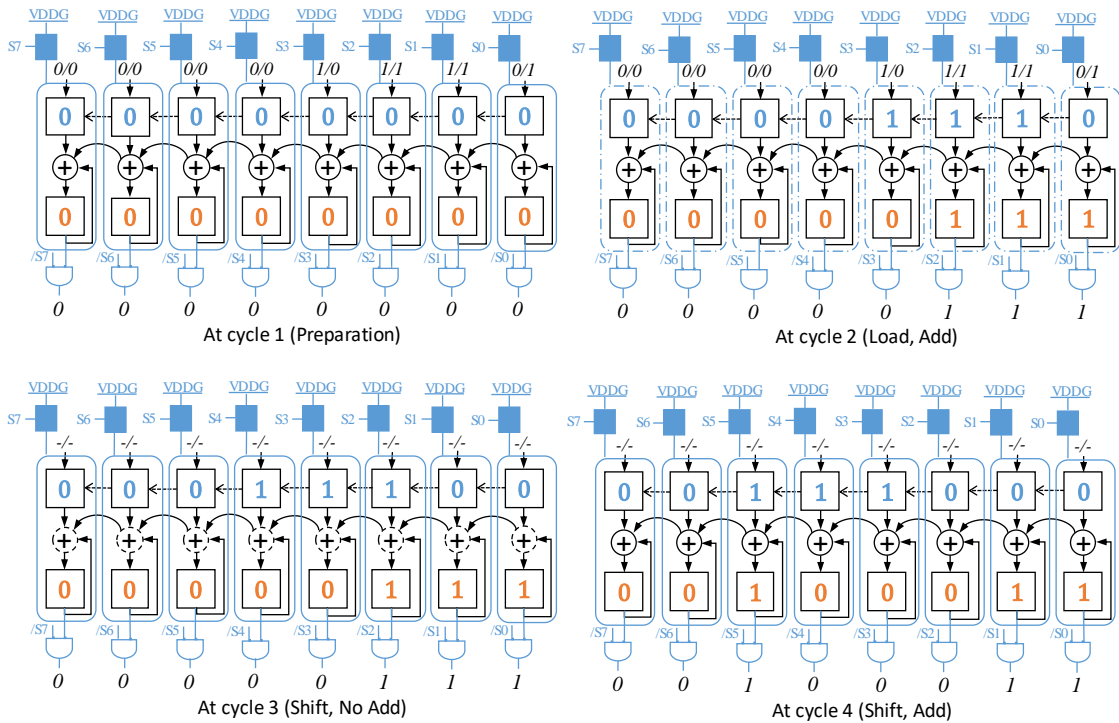 VDDG VDDG VDDG VDDG VDDG VDDG VDDG VDDG
S7 S6 S5 S4 S3 S2 S1 S0
0/0 0/0 0/0 0/0 1/0 1/1 1/1 0/1
0 0 0 0 0 0 0 0
+ + + + + + + +
0 0 0 0 0 0 0 0
/S7 /S6 /S5 /S4 /S3 /S2 /S1 /S0
0 0 0 0 0 0 0 0
At cycle 1 (Preparation)
VDDG VDDG VDDG VDDG VDDG VDDG VDDG VDDG
S7 S6 S5 S4 S3 S2 S1 S0
0/0 0/0 0/0 0/0 1/0 1/1 1/1 0/1
0 0 0 0 1 1 1 0
+ + + + + + + +
0 0 0 0 0 1 1 1
/S7 /S6 /S5 /S4 /S3 /S2 /S1 /S0
0 0 0 0 0 1 1 1
At cycle 2 (Load, Add)
VDDG VDDG VDDG VDDG VDDG VDDG VDDG VDDG
S7 S6 S5 S4 S3 S2 S1 S0
-/- -/- -/- -/- -/- -/- -/- -/-
0 0 0 1 1 1 0 0
+ + + + + + + +
0 0 0 0 0 1 1 1
/S7 /S6 /S5 /S4 /S3 /S2 /S1 /S0
0 0 0 0 0 1 1 1
At cycle 3 (Shift, No Add)
VDDG VDDG VDDG VDDG VDDG VDDG VDDG VDDG
S7 S6 S5 S4 S3 S2 S1 S0
-/- -/- -/- -/- -/- -/- -/- -/-
0 0 1 1 1 0 0 0
+ + + + + + + +
0 0 1 0 0 0 1 1
/S7 /S6 /S5 /S4 /S3 /S2 /S1 /S0
0 0 1 0 0 0 1 1
At cycle 4 (Shift, Add)